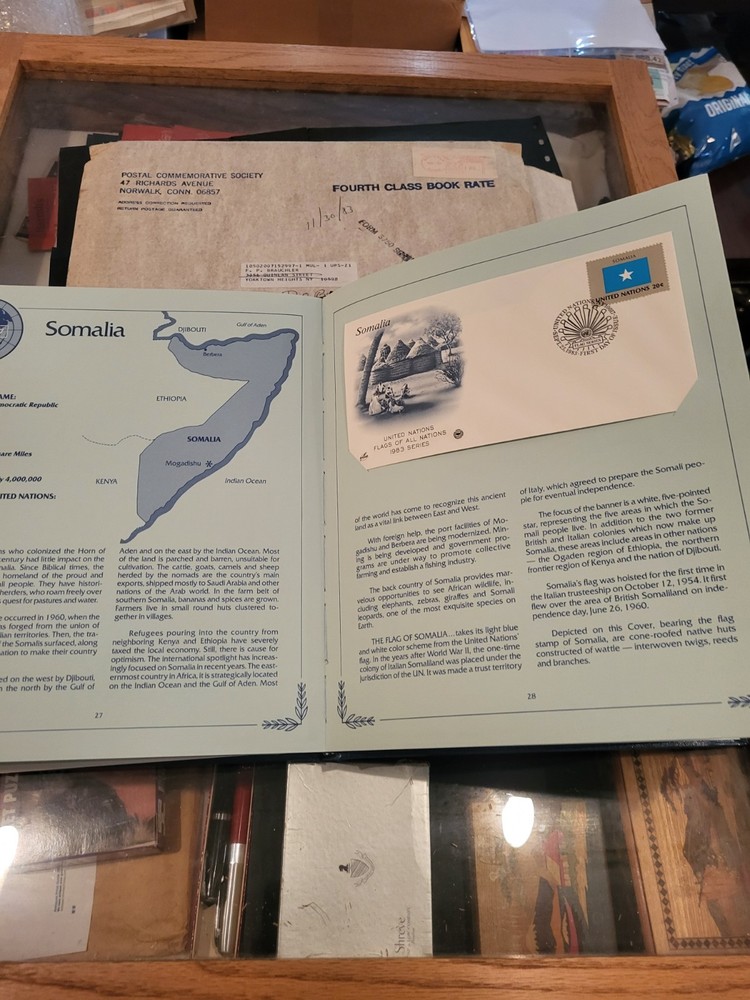 ORIGINAL
POSTAL COMMEMORATIVE SOCIETY
47 RICHARDS AVENUE
NORWALK, CONN. 06857
ADDRESS CORRECTION REQUESTED
RETURN POSTAGE GUARANTEED
FOURTH CLASS BOOK RATE
11/30/83
YORKTOWN HEIGHTS NY 10598
Somalia
DJIBOUTI
Gulf of Aden
Berbera
ETHIOPIA
SOMALIA
Mogadishu
KENYA
Indian Ocean
AME:
mocratic Republic
are Miles
y 4,000,000
ITED NATIONS:
ns who colonized the Horn of
century had little impact on the
alia. Since Biblical times, the
homeland of the proud and
li people. They have histori-
herders, who roam freely over
s quest for pastures and water.
e occurred in 1960, when the
as forged from the union of
lian territories. Then, the tra-
f the Somalis surfaced, along
ation to make their country
ed on the west by Djibouti,
n the north by the Gulf of
Aden and on the east by the Indian Ocean. Most
of the land is parched and barren, unsuitable for
cultivation. The cattle, goats, camels and sheep
herded by the nomads are the country's main
exports, shipped mostly to Saudi Arabia and other
nations of the Arab world. In the farm belt of
southern Somalia, bananas and spices are grown.
Farmers live in small round huts clustered to-
gether in villages.
Refugees pouring into the country from
neighboring Kenya and Ethiopia have severely
taxed the local economy. Still, there is cause for
optimism. The international spotlight has increas-
ingly focused on Somalia in recent years. The east-
ernmost country in Africa, it is strategically located
on the Indian Ocean and the Gulf of Aden. Most
27
Somalia
UNITED NATIONS
FLAGS OF ALL NATIONS
1983 SERIES
SOMALIA
UNITED NATIONS 20c
FIRST DAY OF
of the world has come to recognize this ancient
land as a vital link between East and West.
With foreign help, the port facilities of Mo-
gadishu and Berbera are being modernized. Min-
ing is being developed and government pro-
grams are under way to promote collective
farming and establish a fishing industry.
The back country of Somalia provides mar-
velous opportunities to see African wildlife, in-
cluding elephants, zebras, giraffes and Somali
leopards, one of the most exquisite species on
Earth.
THE FLAG OF SOMALIA...takes its light blue
and white color scheme from the United Nations'
flag. In the years after World War II, the one-time
colony of Italian Somaliland was placed under the
jurisdiction of the UN. It was made a trust territory
of Italy, which agreed to prepare the Somali peo-
ple for eventual independence.
The focus of the banner is a white, five-pointed
star, representing the five areas in which the So-
mali people live. In addition to the two former
British and Italian colonies which now make up
Somalia, these areas include areas in other nations
— the Ogaden region of Ethiopia, the northern
frontier region of Kenya and the nation of Djibouti.
Somalia's flag was hoisted for the first time in
the Italian trusteeship on October 12, 1954. It first
flew over the area of British Somaliland on inde-
pendence day, June 26, 1960.
Depicted on this Cover, bearing the flag
stamp of Somalia, are cone-roofed native huts
constructed of wattle — interwoven twigs, reeds
and branches.
28
Shreve